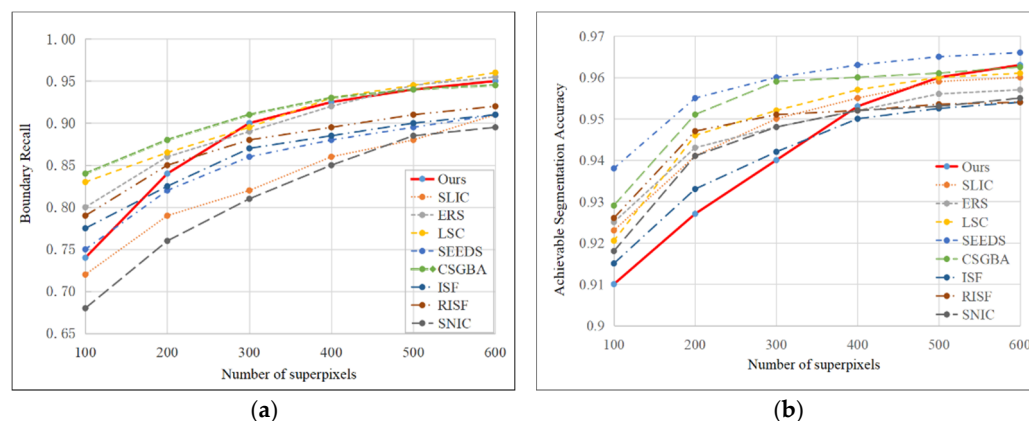 1.00
0.95
0.90
0.85
0.80
0.75
0.70
0.65
Boundary Recall
100 200 300 400 500 600
Number of superpixels
Ours
SLIC
ERS
LSC
SEEDS
CSGBA
ISF
RISF
SNIC
(a)
0.97
0.96
0.95
0.94
0.93
0.92
0.91
0.9
Achievable Segmentation Accuracy
100 200 300 400 500 600
Number of superpixels
Ours
SLIC
ERS
LSC
SEEDS
CSGBA
ISF
RISF
SNIC
(b)